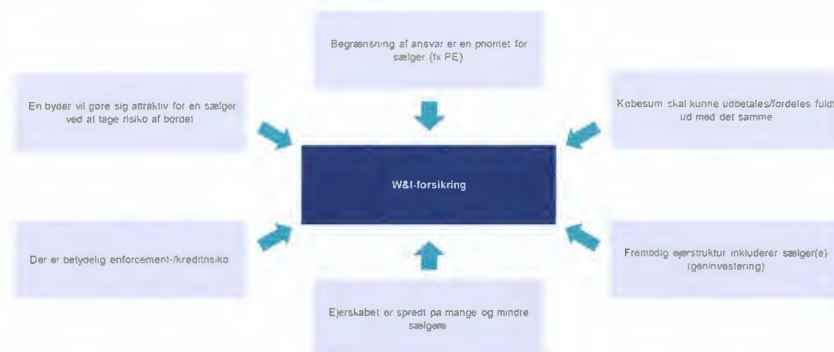 Begrænsning af ansvar er en prioritet for
sælger (fx PE)
En byder vil gøre sig attraktiv for en sælger
ved at tage risiko af bordet
Købesum skal kunne udbetales/fordeles fuldt
ud med det samme
W&I-forsikring
Der er betydelig enforcement-/kreditrisiko
Fremtidig ejerstruktur inkluderer sælger(e)
(geninvestering)
Ejerskabet er spredt på mange og mindre
sælgere